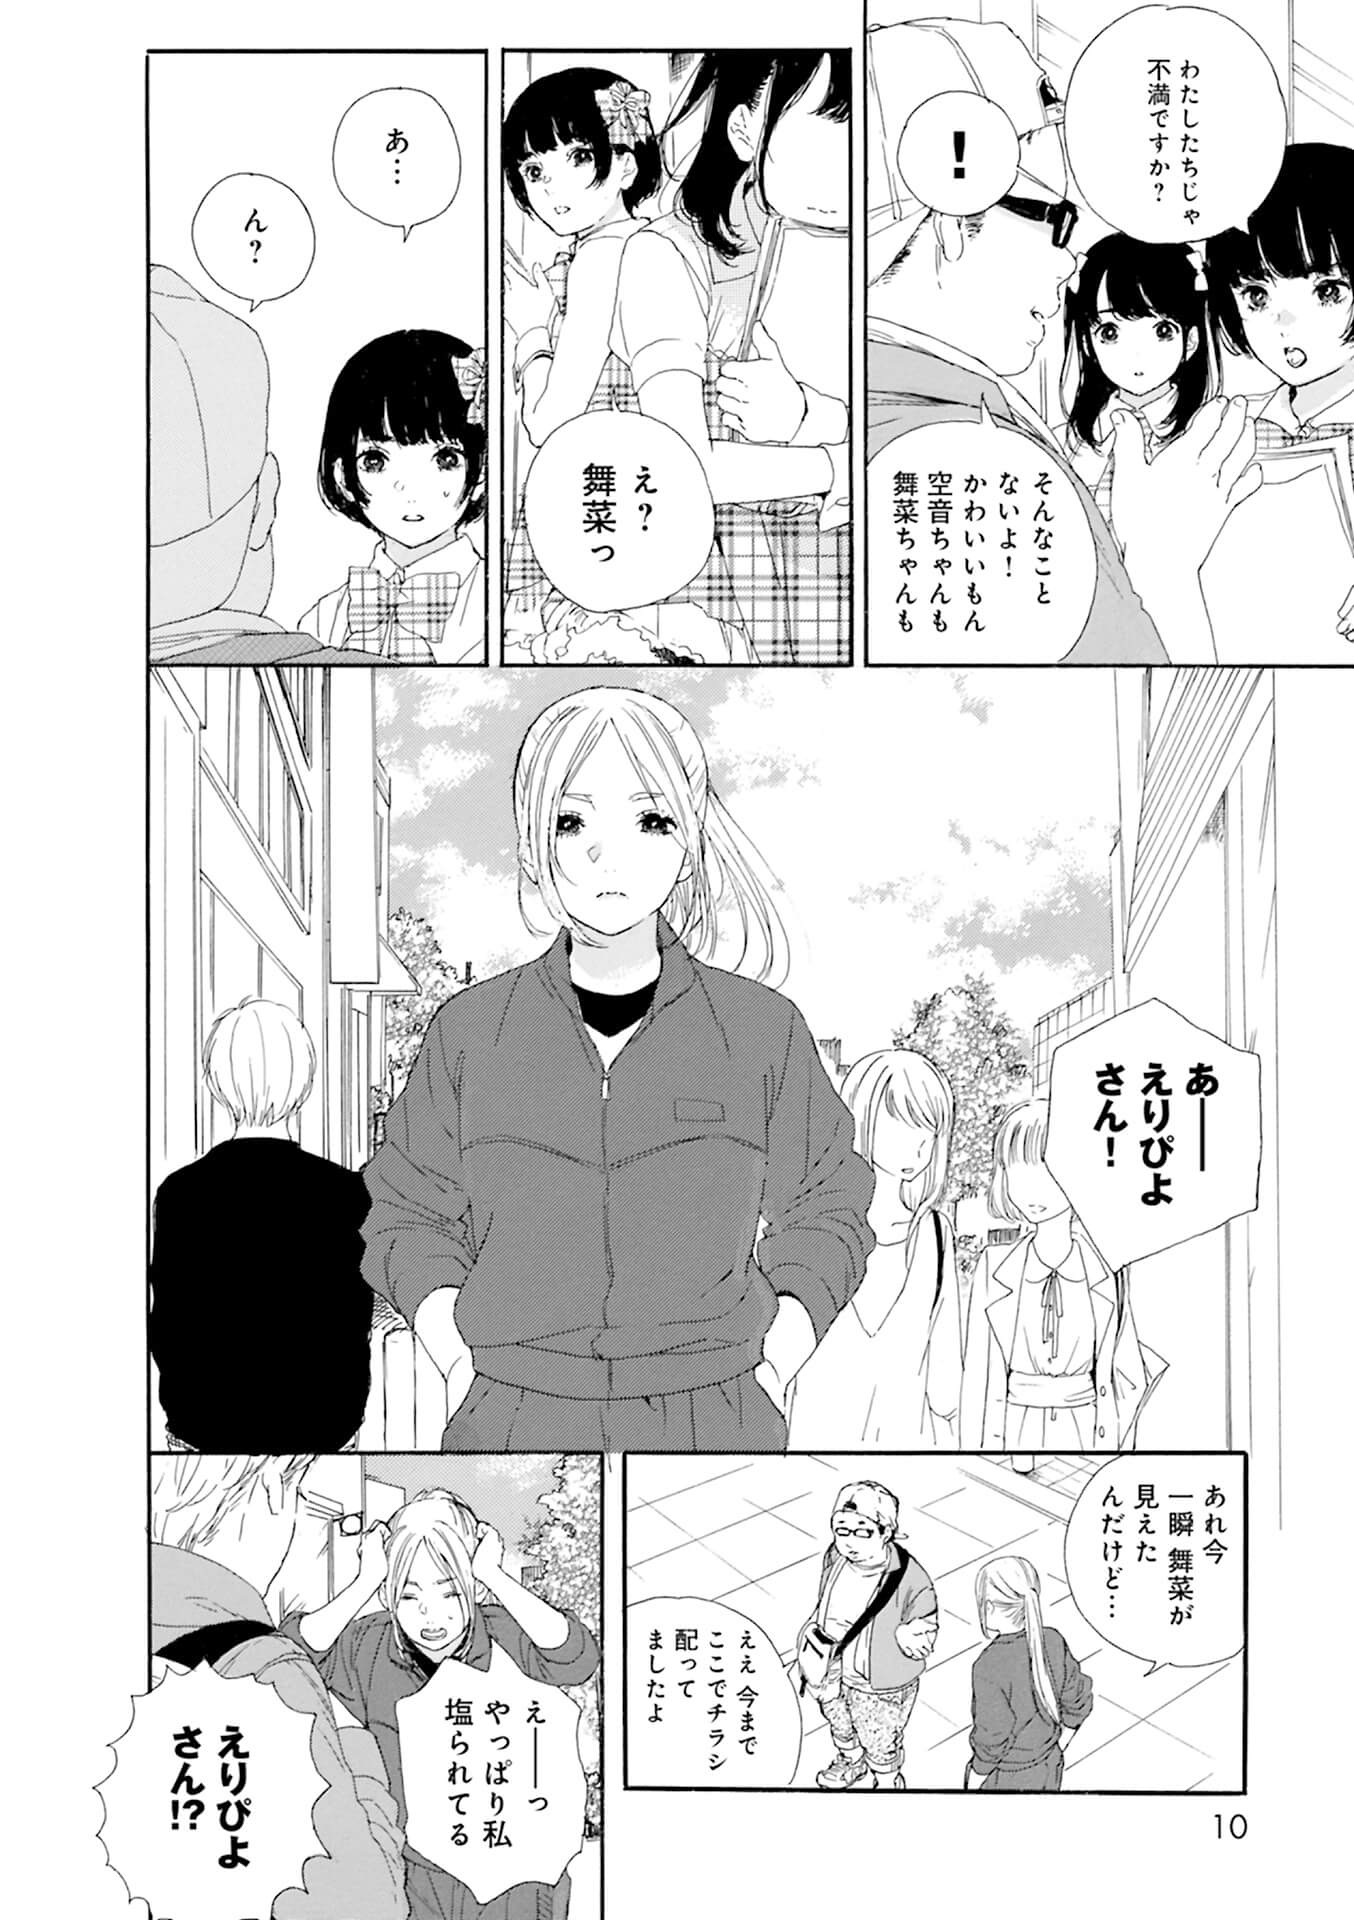 わたしたちじゃ
不満ですか?
!
そんなこと
ないよ!
かわいいもん
空音ちゃんも
舞菜ちゃんも
え?
舞菜っ
あ…
ん?
あ――
えりぴよ
さん!
あれ今
一瞬 舞菜が
見えた
んだけど…
ええ 今まで
ここでチラシ
配って
ましたよ
え――っ
やっぱり私
塩られてる
えりぴよ
さん!?
10